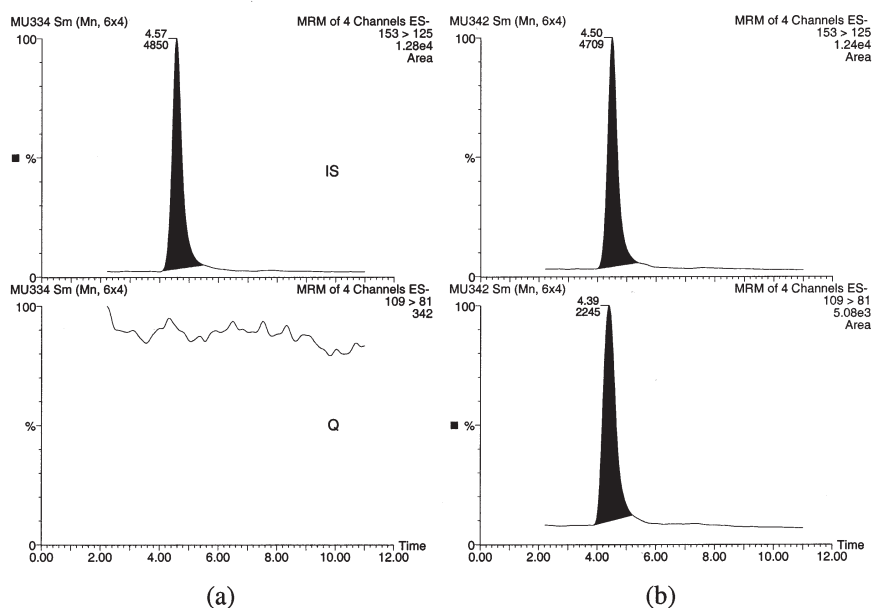 MU334 Sm (Mn, 6x4)
MRM of 4 Channels ES-
153 > 125
1.28e4
Area
4.57
4850
100
%
0
IS
MU342 Sm (Mn, 6x4)
MRM of 4 Channels ES-
153 > 125
1.24e4
Area
4.50
4709
100
%
0
MU334 Sm (Mn, 6x4)
MRM of 4 Channels ES-
109 > 81
342
100
%
0
Q
Time
0.00 2.00 4.00 6.00 8.00 10.00 12.00
(a)
MU342 Sm (Mn, 6x4)
MRM of 4 Channels ES-
109 > 81
5.08e3
Area
4.39
2245
100
%
0
Time
0.00 2.00 4.00 6.00 8.00 10.00 12.00
(b)